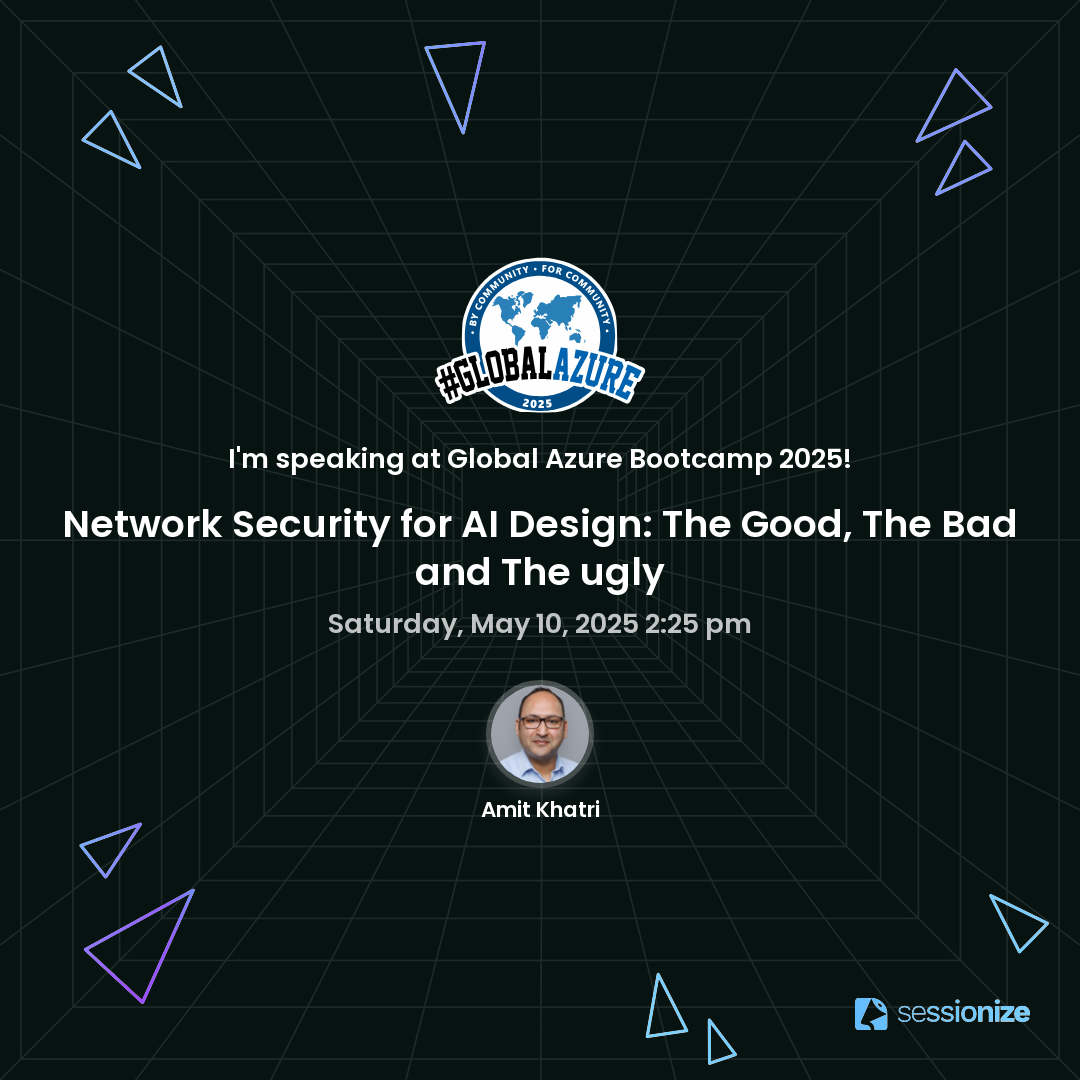 • BY COMMUNITY • FOR COMMUNITY •
#GLOBALAZURE
2025
I'm speaking at Global Azure Bootcamp 2025!
Network Security for AI Design: The Good, The Bad
and The ugly
Saturday, May 10, 2025 2:25 pm
Amit Khatri
sessionize